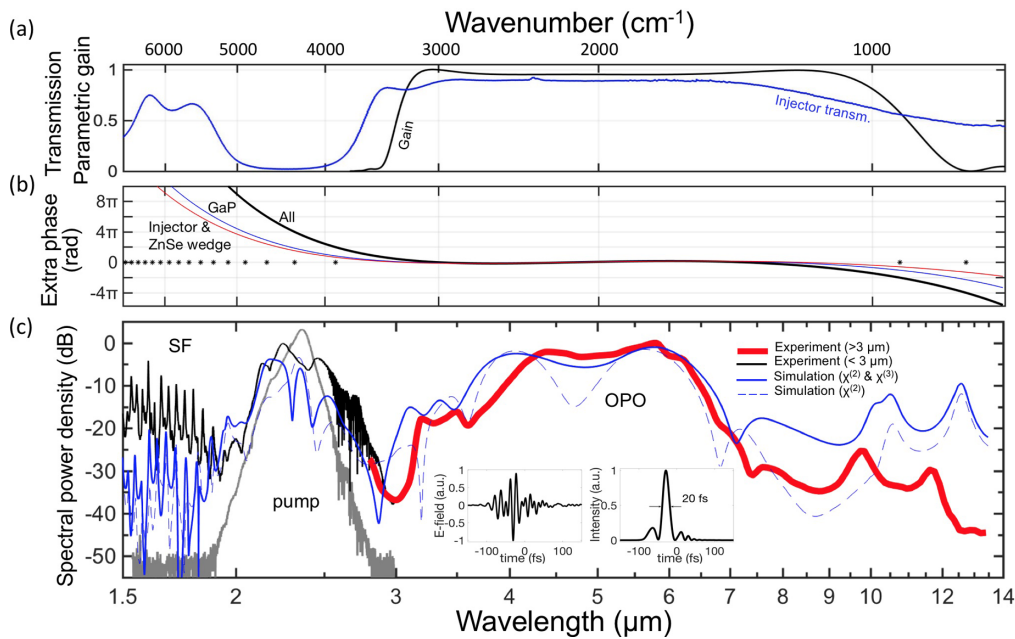 Wavenumber (cm⁻¹)
(a)
6000 5000 4000 3000 2000 1000
Transmission
Parametric gain
1
0.5
0
Gain
Injector transm.
(b)
Extra phase
(rad)
8π
4π
0
-4π
GaP
All
Injector &
ZnSe wedge
(c)
Spectral power density (dB)
0
-10
-20
-30
-40
-50
SF
pump
OPO
Experiment (>3 μm)
Experiment (< 3 μm)
Simulation (χ⁽²⁾ & χ⁽³⁾)
Simulation (χ⁽²⁾)
E-field (a.u.)
1
0.5
0
-0.5
-1
-100 0 100
time (fs)
Intensity (a.u.)
1
0.5
0
20 fs
-100 0 100
time (fs)
1.5 2 3 4 5 6 7 8 9 10 11 12 14
Wavelength (μm)